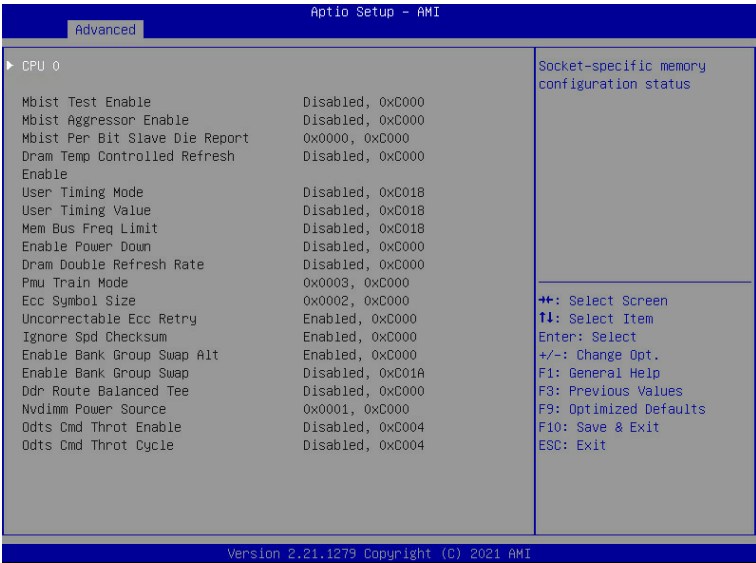 Aptio Setup – AMI
Advanced
▶ CPU 0
Mbist Test Enable Disabled, 0xC000
Mbist Aggressor Enable Disabled, 0xC000
Mbist Per Bit Slave Die Report 0x0000, 0xC000
Dram Temp Controlled Refresh Disabled, 0xC000
Enable
User Timing Mode Disabled, 0xC018
User Timing Value Disabled, 0xC018
Mem Bus Freq Limit Disabled, 0xC018
Enable Power Down Disabled, 0xC000
Dram Double Refresh Rate Disabled, 0xC000
Pmu Train Mode 0x0003, 0xC000
Ecc Symbol Size 0x0002, 0xC000
Uncorrectable Ecc Retry Enabled, 0xC000
Ignore Spd Checksum Enabled, 0xC000
Enable Bank Group Swap Alt Enabled, 0xC000
Enable Bank Group Swap Disabled, 0xC01A
Ddr Route Balanced Tee Disabled, 0xC000
Nvdimm Power Source 0x0001, 0xC000
Odts Cmd Throt Enable Disabled, 0xC004
Odts Cmd Throt Cycle Disabled, 0xC004
Socket-specific memory
configuration status
→←: Select Screen
↑↓: Select Item
Enter: Select
+/-: Change Opt.
F1: General Help
F3: Previous Values
F9: Optimized Defaults
F10: Save & Exit
ESC: Exit
Version 2.21.1279 Copyright (C) 2021 AMI